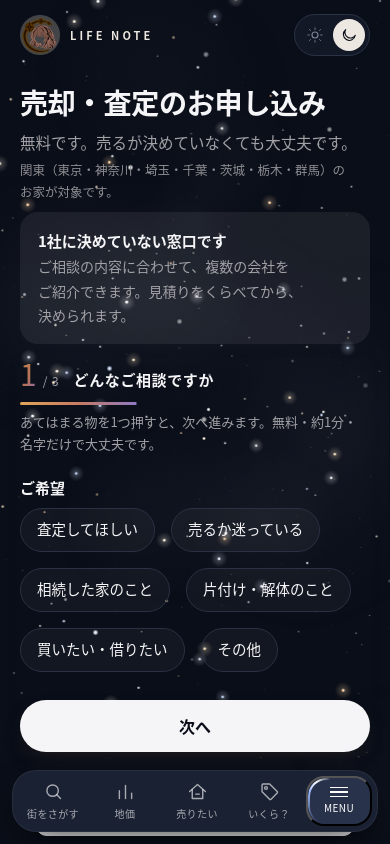 LIFE NOTE
売却・査定のお申し込み
無料です。売るが決めていなくても大丈夫です。
関東（東京・神奈川・埼玉・千葉・茨城・栃木・群馬）の
お家が対象です。
1社に決めていない窓口です
ご相談の内容に合わせて、複数の会社を
ご紹介できます。見積りをくらべてから、
決められます。
1 / 3 どんなご相談ですか
あてはまる物を1つ押すと、次へ進みます。無料・約1分・
名字だけで大丈夫です。
ご希望
査定してほしい 売るか迷っている
相続した家のこと 片付け・解体のこと
買いたい・借りたい その他
次へ
街をさがす 地価 売りたい いくら？ MENU